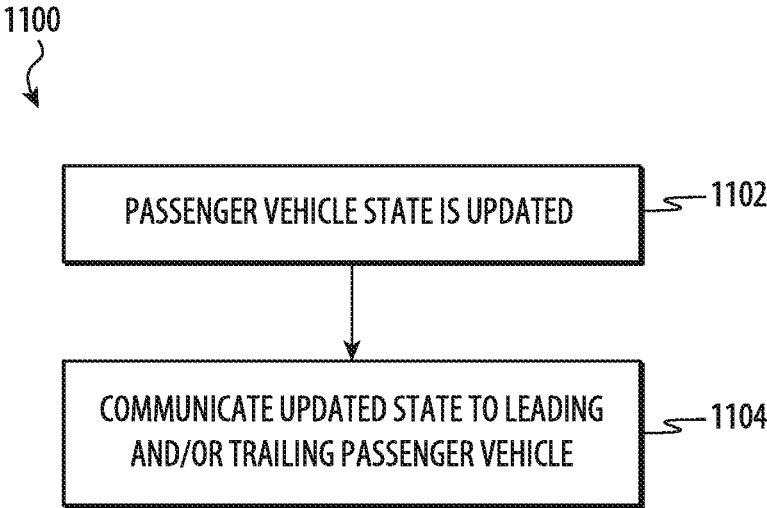 1100
PASSENGER VEHICLE STATE IS UPDATED
1102
COMMUNICATE UPDATED STATE TO LEADING
AND/OR TRAILING PASSENGER VEHICLE
1104